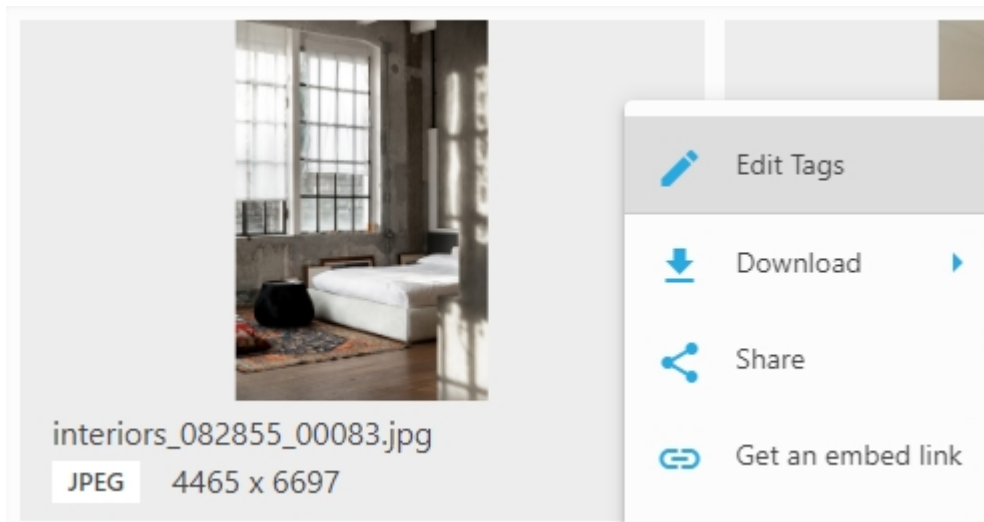 Edit Tags
Download
Share
Get an embed link
interiors_082855_00083.jpg
JPEG 4465 x 6697